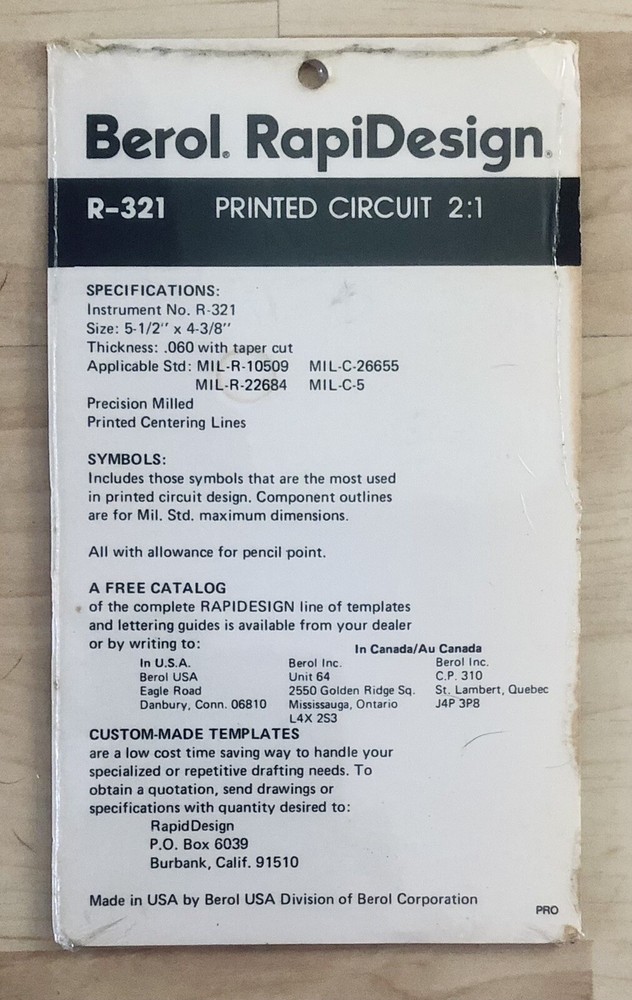 Berol® RapiDesign®
R-321 PRINTED CIRCUIT 2:1
SPECIFICATIONS:
Instrument No. R-321
Size: 5-1/2" x 4-3/8"
Thickness: .060 with taper cut
Applicable Std: MIL-R-10509 MIL-C-26655
MIL-R-22684 MIL-C-5
Precision Milled
Printed Centering Lines
SYMBOLS:
Includes those symbols that are the most used
in printed circuit design. Component outlines
are for Mil. Std. maximum dimensions.
All with allowance for pencil point.
A FREE CATALOG
of the complete RAPIDESIGN line of templates
and lettering guides is available from your dealer
or by writing to:
In U.S.A.
Berol USA
Eagle Road
Danbury, Conn. 06810
In Canada/Au Canada
Berol Inc.
Unit 64
2550 Golden Ridge Sq.
Mississauga, Ontario
L4X 2S3
Berol Inc.
C.P. 310
St. Lambert, Quebec
J4P 3P8
CUSTOM-MADE TEMPLATES
are a low cost time saving way to handle your
specialized or repetitive drafting needs. To
obtain a quotation, send drawings or
specifications with quantity desired to:
RapidDesign
P.O. Box 6039
Burbank, Calif. 91510
Made in USA by Berol USA Division of Berol Corporation
PRO